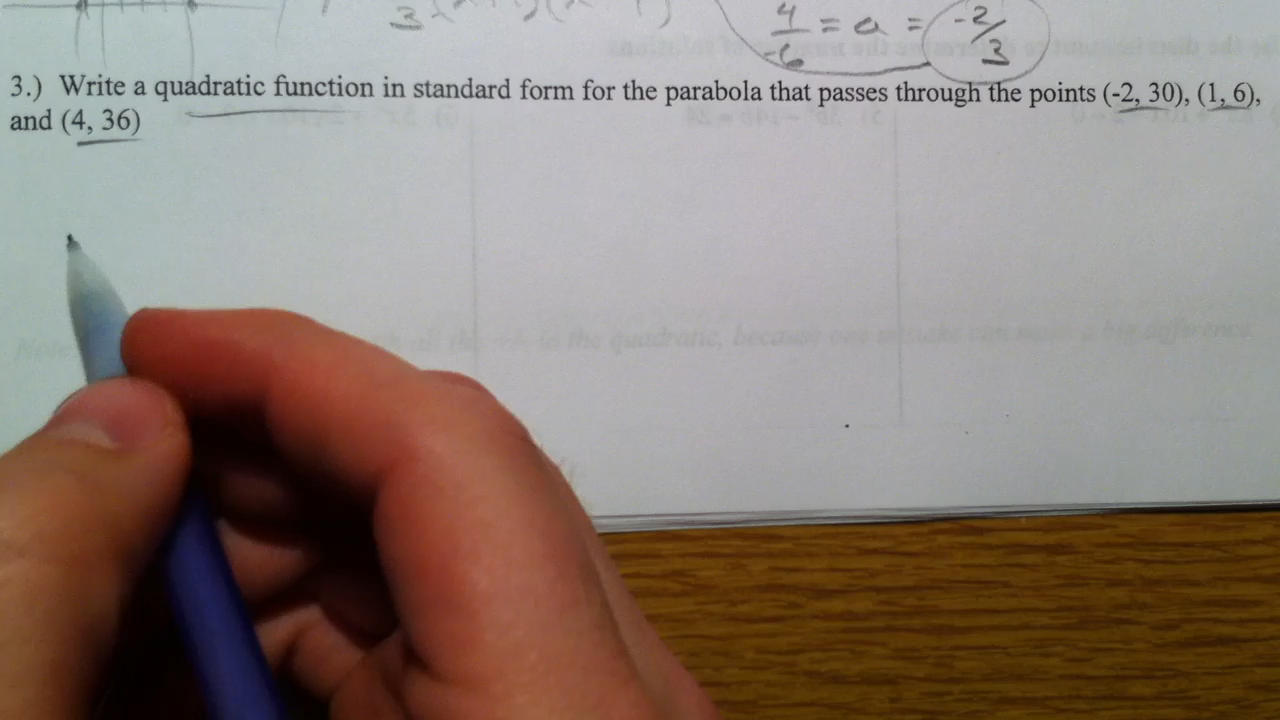 4/-6 = a = -2/3
3.) Write a quadratic function in standard form for the parabola that passes through the points (-2, 30), (1, 6),
and (4, 36)